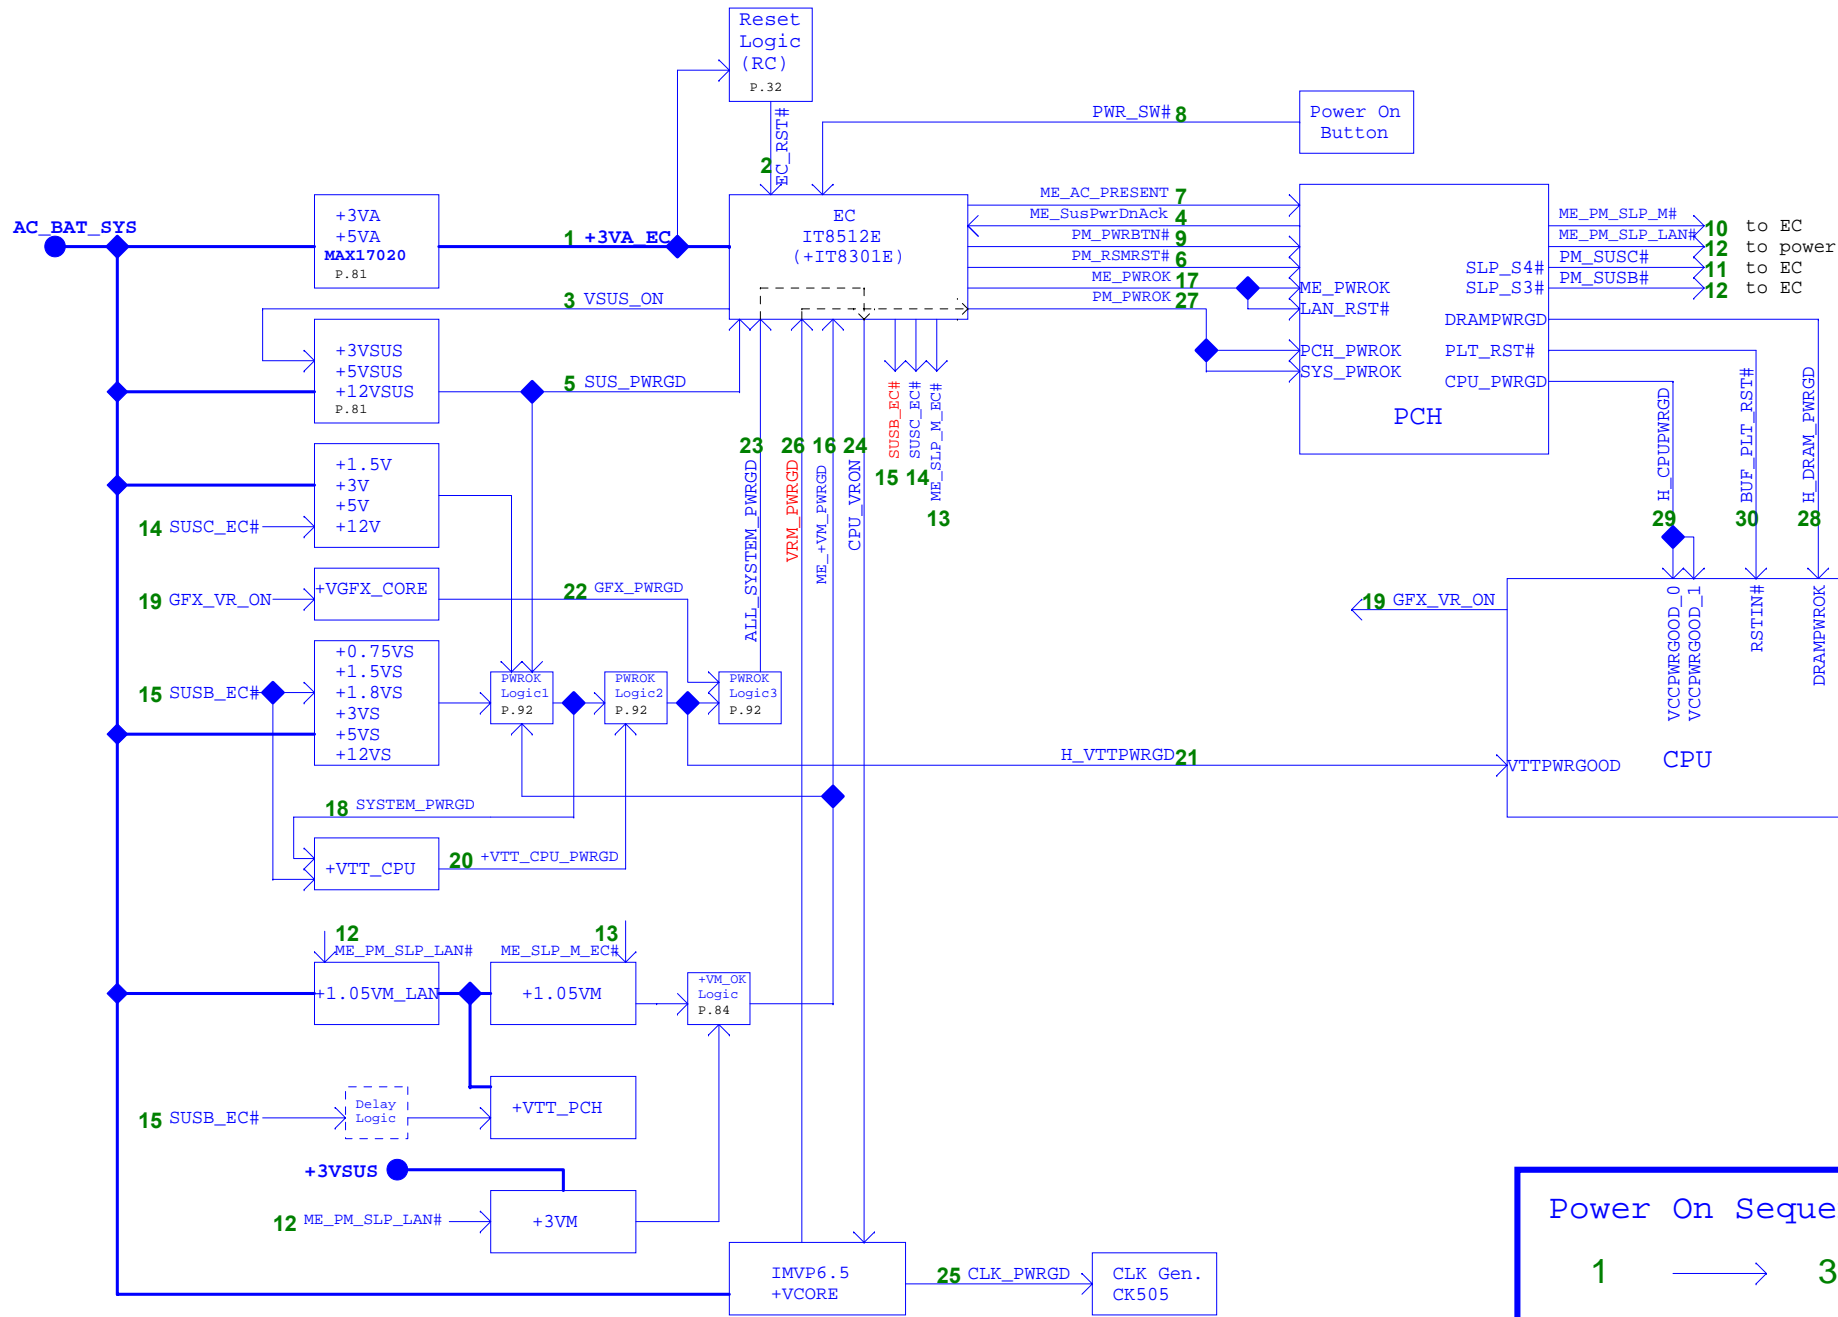 Reset
Logic
(RC)
P.32
EC_RST#
2
PWR_SW# 8
Power On
Button
AC_BAT_SYS
+3VA
+5VA
MAX17020
P.81
1 +3VA_EC
EC
IT8512E
(+IT8301E)
ME_AC_PRESENT 7
ME_SusPwrDnAck 4
PM_PWRBTN# 9
PM_RSMRST# 6
ME_PWROK 17
PM_PWROK 27
ME_PWROK
LAN_RST#
PCH_PWROK
SYS_PWROK
SLP_S4#
SLP_S3#
DRAMPWRGD
PLT_RST#
CPU_PWRGD
PCH
ME_PM_SLP_M# 10 to EC
ME_PM_SLP_LAN# 12 to power
PM_SUSC# 11 to EC
PM_SUSB# 12 to EC
3 VSUS_ON
+3VSUS
+5VSUS
+12VSUS
P.81
5 SUS_PWRGD
23
ALL_SYSTEM_PWRGD
26
VRM_PWRGD
16
ME_+VM_PWRGD
24
CPU_VRON
SUSB_EC#
15
SUSC_EC#
14
ME_SLP_M_EC#
13
H_CPUPWRGD
29
BUF_PLT_RST#
30
H_DRAM_PWRGD
28
+1.5V
+3V
+5V
+12V
14 SUSC_EC#
+VGFX_CORE
19 GFX_VR_ON
22 GFX_PWRGD
19 GFX_VR_ON
VCCPWRGOOD_0
VCCPWRGOOD_1
RSTIN#
DRAMPWROK
+0.75VS
+1.5VS
+1.8VS
+3VS
+5VS
+12VS
15 SUSB_EC#
PWROK
Logic1
P.92
PWROK
Logic2
P.92
PWROK
Logic3
P.92
H_VTTPWRGD 21
VTTPWRGOOD
CPU
18 SYSTEM_PWRGD
+VTT_CPU
20 +VTT_CPU_PWRGD
12
ME_PM_SLP_LAN#
13
ME_SLP_M_EC#
+1.05VM_LAN
+1.05VM
+VM_OK
Logic
P.84
15 SUSB_EC#
Delay
Logic
+VTT_PCH
+3VSUS
12 ME_PM_SLP_LAN#
+3VM
IMVP6.5
+VCORE
25 CLK_PWRGD
CLK Gen.
CK505
Power On Seque
1 3